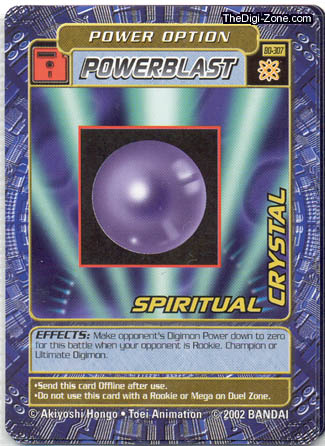 TheDigi-Zone.com
POWER OPTION
POWERBLAST
BO-307
SPIRITUAL
CRYSTAL
EFFECTS: Make opponent's Digimon Power down to zero
for this battle when your opponent is Rookie, Champion or
Ultimate Digimon.
•Send this card Offline after use.
•Do not use this card with a Rookie or Mega on Duel Zone.
© Akiyoshi Hongo • Toei Animation © 2002 BANDAI